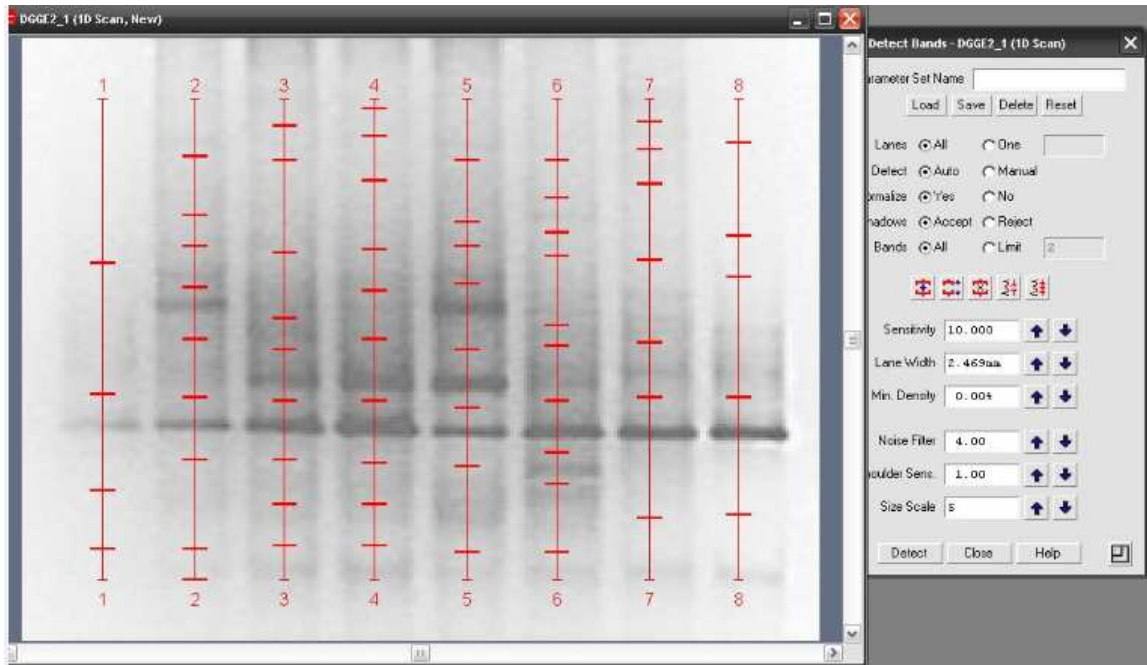 DGGE2_1 (1D Scan, New)
1 2 3 4 5 6 7 8
1 2 3 4 5 6 7 8
Detect Bands - DGGE2_1 (1D Scan)
arameter Set Name
Load Save Delete Reset
Lanes All One
Detect Auto Manual
ormalize Yes No
hadows Accept Reject
Bands All Limit 2
Sensitivity 10.000
Lane Width 2.469mm
Min. Density 0.00%
Noise Filter 4.00
oulder Sens. 1.00
Size Scale 5
Detect Close Help